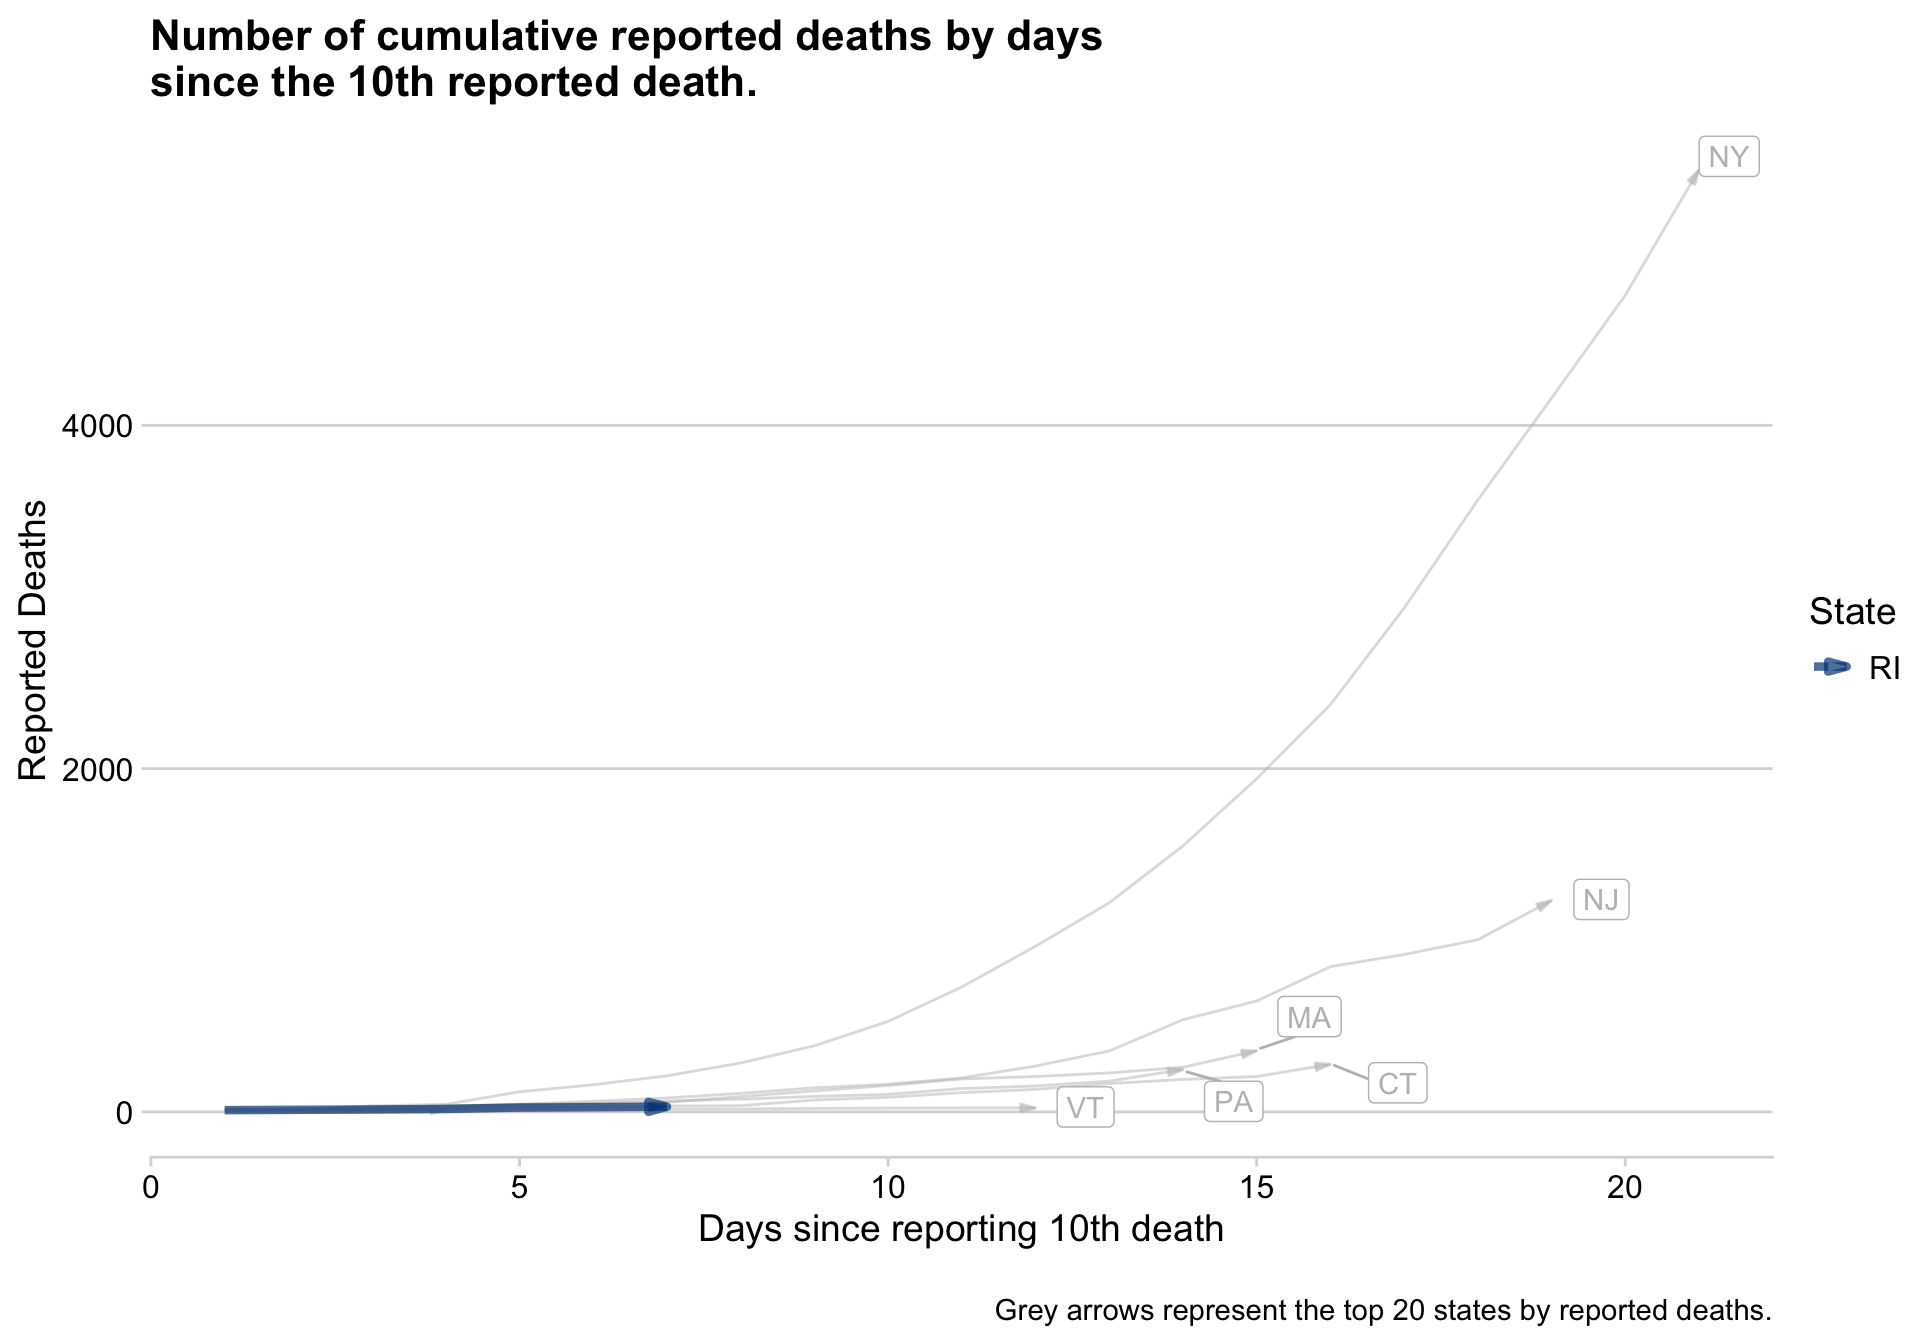 Number of cumulative reported deaths by days
since the 10th reported death.
NY
4000
Reported Deaths
State
RI
2000
NJ
MA
CT
PA
VT
0
0 5 10 15 20
Days since reporting 10th death
Grey arrows represent the top 20 states by reported deaths.